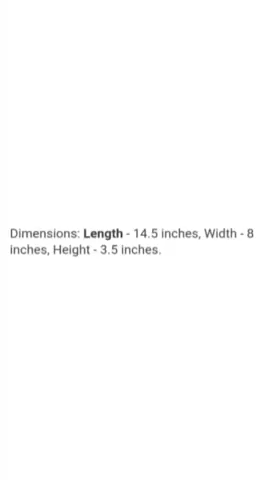 Dimensions: Length - 14.5 inches, Width - 8
inches, Height - 3.5 inches.